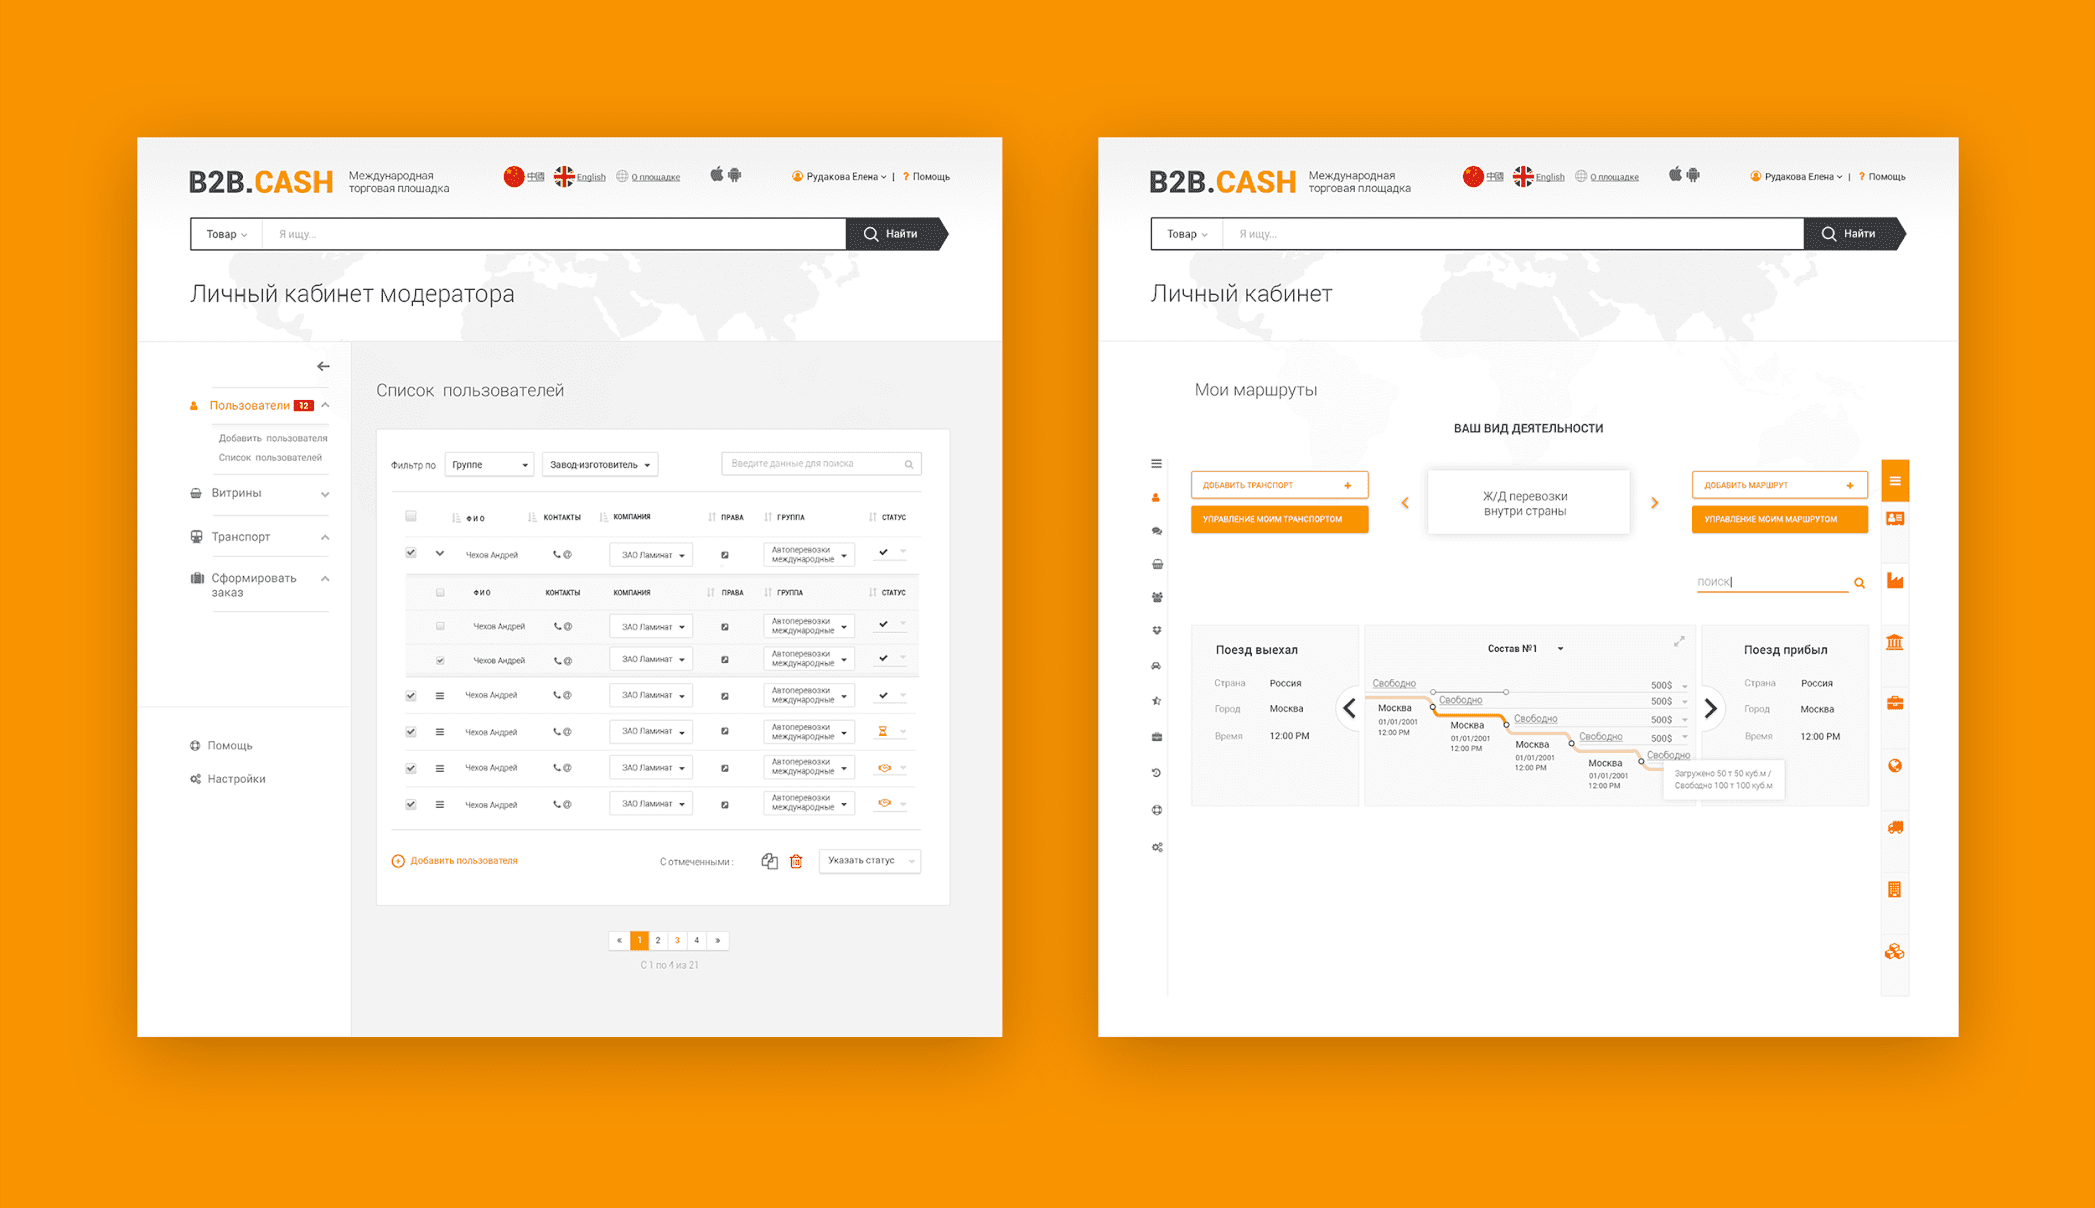 B2B.CASH
Международная
торговая площадка
中國 English О площадке
Рудакова Елена | ? Помощь
Товар Я ищу... Найти
Личный кабинет модератора
Пользователи 12
Добавить пользователя
Список пользователей
Витрины
Транспорт
Сформировать
заказ
Помощь
Настройки
Список пользователей
Фильтр по Группе Завод-изготовитель Введите данные для поиска
ФИО КОНТАКТЫ КОМПАНИЯ ПРАВА ГРУППА СТАТУС
Чехов Андрей @ ЗАО Ламинат Автоперевозки
международные
ФИО КОНТАКТЫ КОМПАНИЯ ПРАВА ГРУППА СТАТУС
Чехов Андрей @ ЗАО Ламинат Автоперевозки
международные
Чехов Андрей @ ЗАО Ламинат Автоперевозки
международные
Чехов Андрей @ ЗАО Ламинат Автоперевозки
международные
Чехов Андрей @ ЗАО Ламинат Автоперевозки
международные
Чехов Андрей @ ЗАО Ламинат Автоперевозки
международные
Чехов Андрей @ ЗАО Ламинат Автоперевозки
международные
Добавить пользователя С отмеченными : Указать статус
« 1 2 3 4 »
С 1 по 4 из 21
B2B.CASH
Международная
торговая площадка
中國 English О площадке
Рудакова Елена | ? Помощь
Товар Я ищу... Найти
Личный кабинет
Мои маршруты
ВАШ ВИД ДЕЯТЕЛЬНОСТИ
ДОБАВИТЬ ТРАНСПОРТ +
УПРАВЛЕНИЕ МОИМ ТРАНСПОРТОМ
Ж/Д перевозки
внутри страны
ДОБАВИТЬ МАРШРУТ +
УПРАВЛЕНИЕ МОИМ МАРШРУТОМ
поиск
Поезд выехал
Страна Россия
Город Москва
Время 12:00 PM
Состав №1
Свободно 500$
Свободно 500$
Свободно 500$
Свободно 500$
Свободно
Москва
01/01/2001
12:00 PM
Москва
01/01/2001
12:00 PM
Москва
01/01/2001
12:00 PM
Москва
01/01/2001
12:00 PM
Загружено 50 т 50 куб.м /
Свободно 100 т 100 куб.м
Поезд прибыл
Страна Россия
Город Москва
Время 12:00 PM